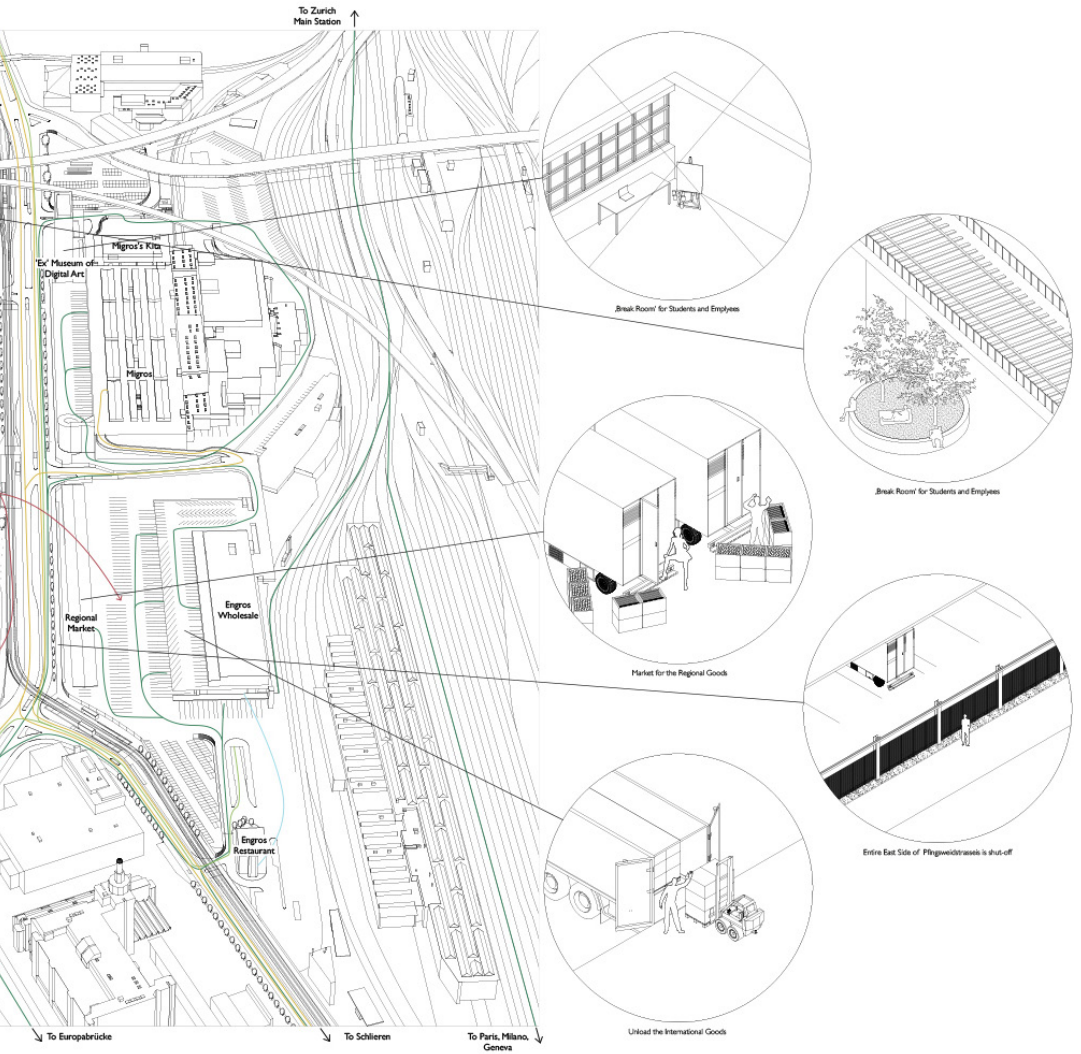 To Zurich
Main Station
Migros's Kita
'Ex' Museum of
Digital Art
Migros
Regional
Market
Engros
Wholesale
Engros
Restaurant
To Europabrücke
To Schlieren
To Paris, Milano,
Geneva
‚Break Room' for Students and Emplyees
‚Break Room' for Students and Emplyees
Market for the Regional Goods
Entire East Side of Pfingsweidstrasseis is shut-off
Unload the International Goods